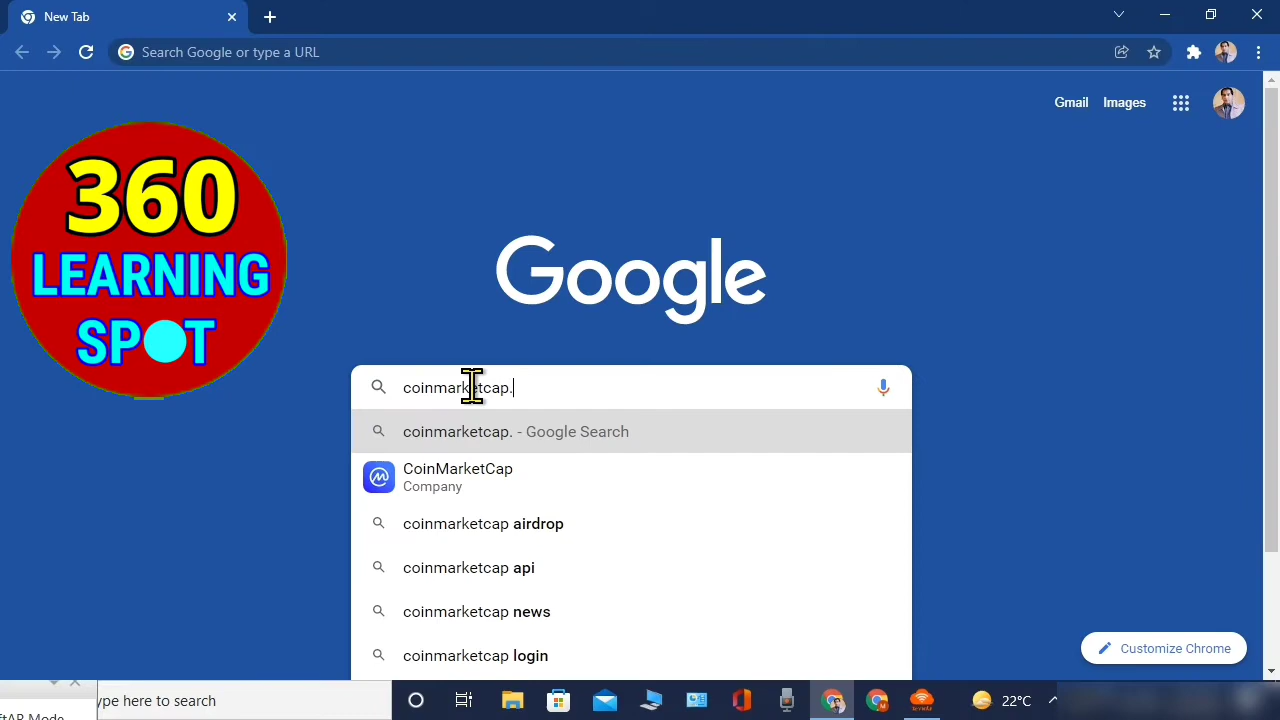 New Tab
Search Google or type a URL
Gmail Images
360
LEARNING
SPOT
Google
coinmarketcap.
coinmarketcap. - Google Search
CoinMarketCap
Company
coinmarketcap airdrop
coinmarketcap api
coinmarketcap news
coinmarketcap login
Customize Chrome
ype here to search
22°C